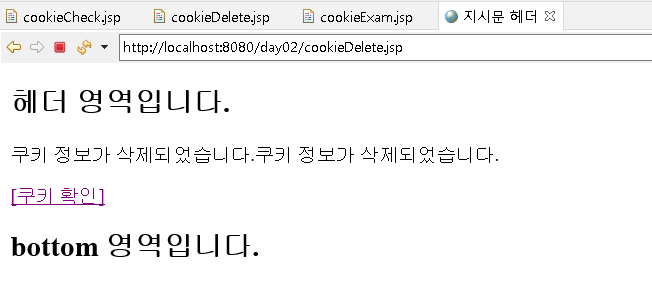 cookieCheck.jsp cookieDelete.jsp cookieExam.jsp 지시문 헤더
http://localhost:8080/day02/cookieDelete.jsp
헤더 영역입니다.
쿠키 정보가 삭제되었습니다.쿠키 정보가 삭제되었습니다.
[쿠키 확인]
bottom 영역입니다.